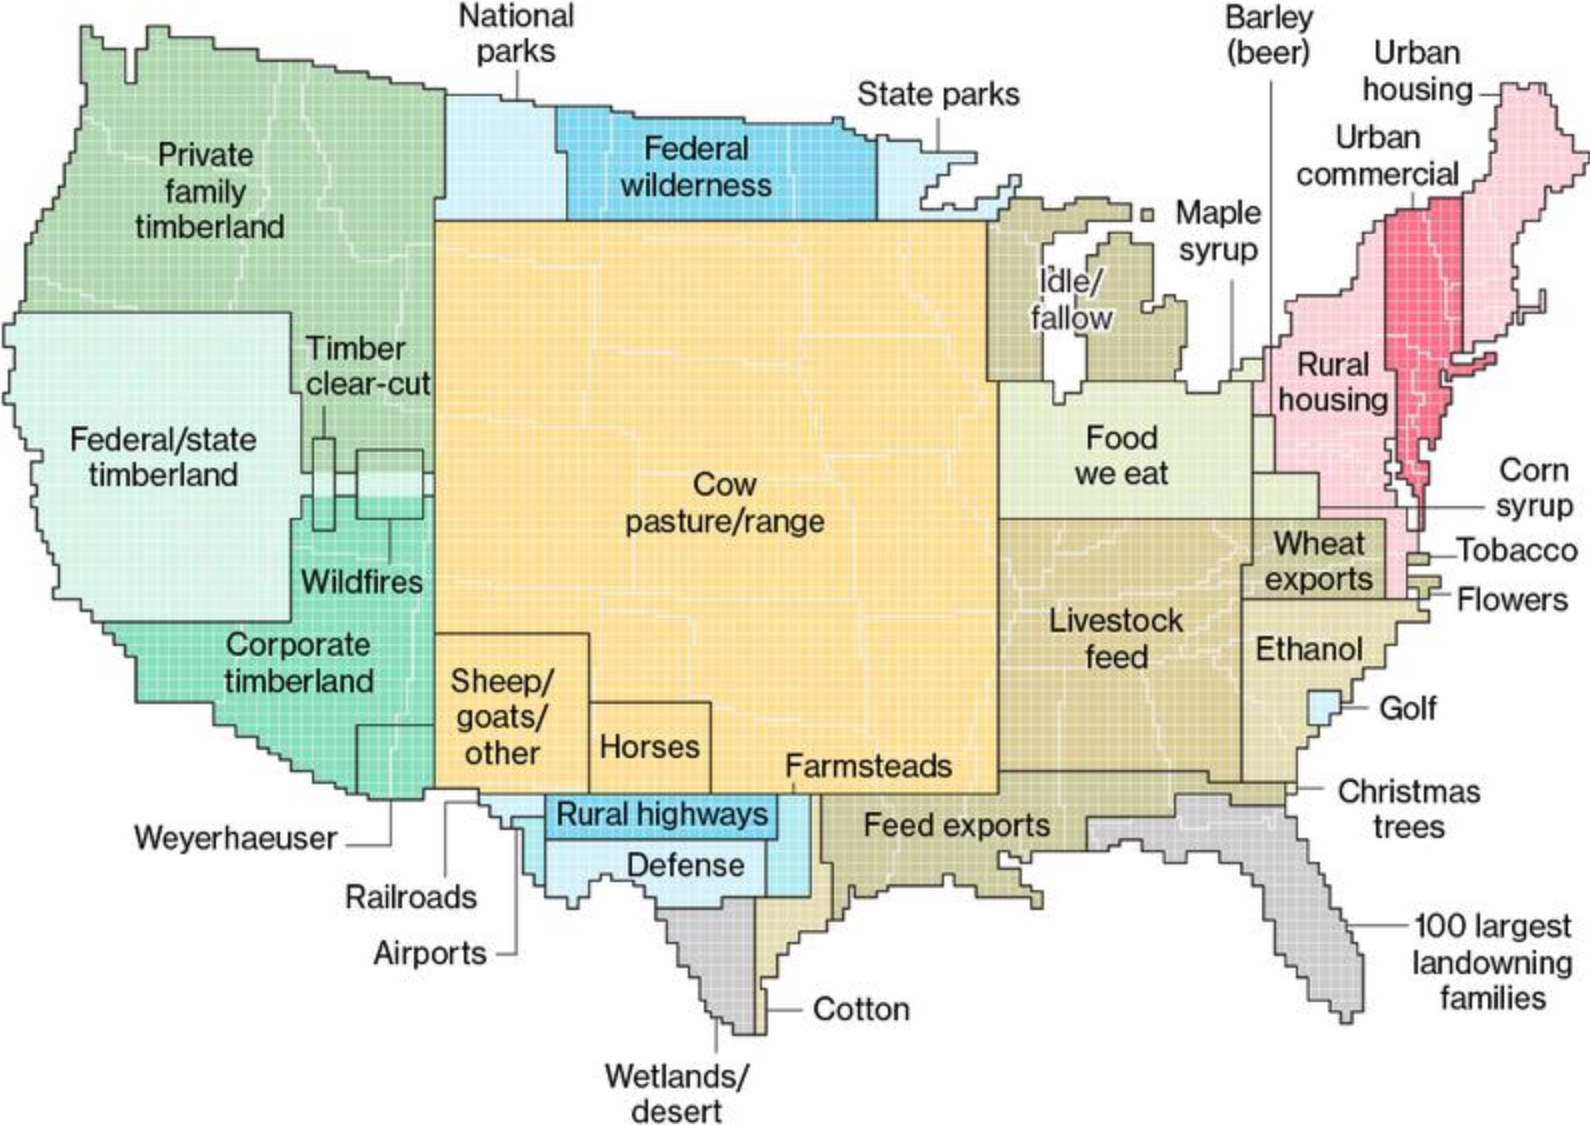 National
parks
Barley
(beer)
Urban
housing
State parks
Urban
commercial
Private
family
timberland
Federal
wilderness
Maple
syrup
Idle/
fallow
Timber
clear-cut
Rural
housing
Federal/state
timberland
Food
we eat
Cow
pasture/range
Corn
syrup
Wildfires
Wheat
exports
Tobacco
Flowers
Livestock
feed
Ethanol
Corporate
timberland
Sheep/
goats/
other
Golf
Horses
Farmsteads
Christmas
trees
Rural highways
Feed exports
Weyerhaeuser
Defense
Railroads
Airports
100 largest
landowning
families
Cotton
Wetlands/
desert